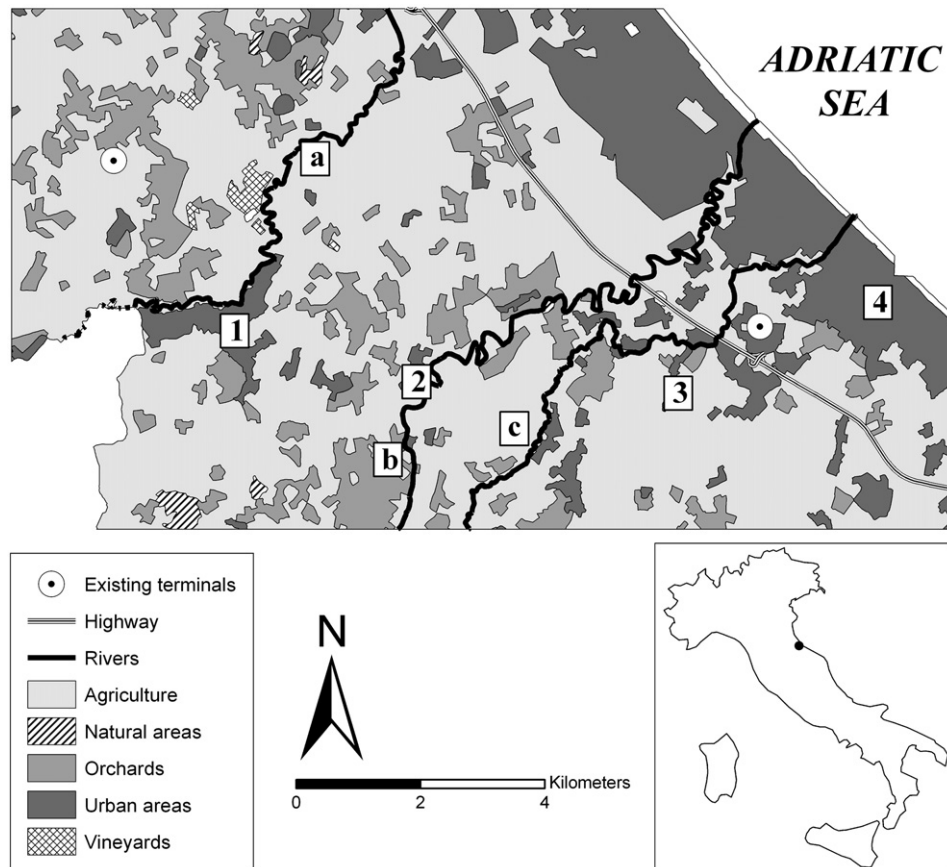 ADRIATIC
SEA
a
1
2
b
c
3
4
Existing terminals
Highway
Rivers
Agriculture
Natural areas
Orchards
Urban areas
Vineyards
N
Kilometers
0 2 4